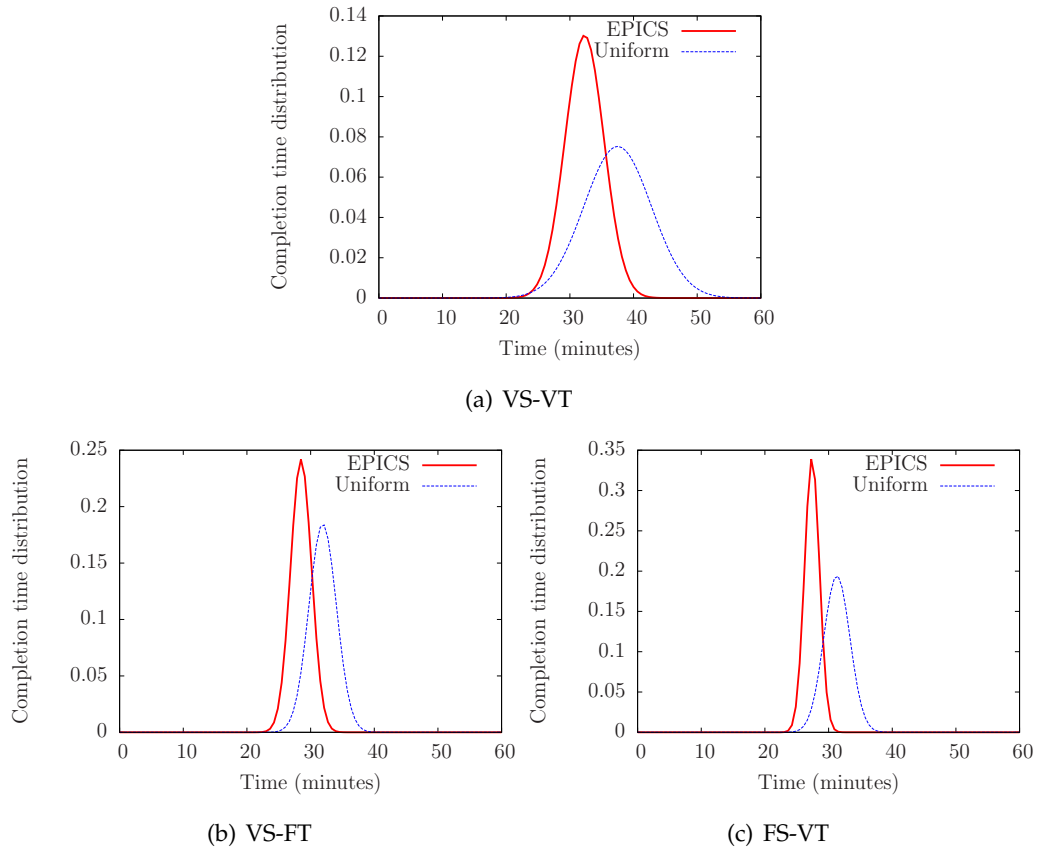 0.14
0.12
0.1
0.08
0.06
0.04
0.02
0
Completion time distribution
EPICS
Uniform
0 10 20 30 40 50 60
Time (minutes)
(a) VS-VT
0.25
0.2
0.15
0.1
0.05
0
Completion time distribution
EPICS
Uniform
0 10 20 30 40 50 60
Time (minutes)
(b) VS-FT
0.35
0.3
0.25
0.2
0.15
0.1
0.05
0
Completion time distribution
EPICS
Uniform
0 10 20 30 40 50 60
Time (minutes)
(c) FS-VT